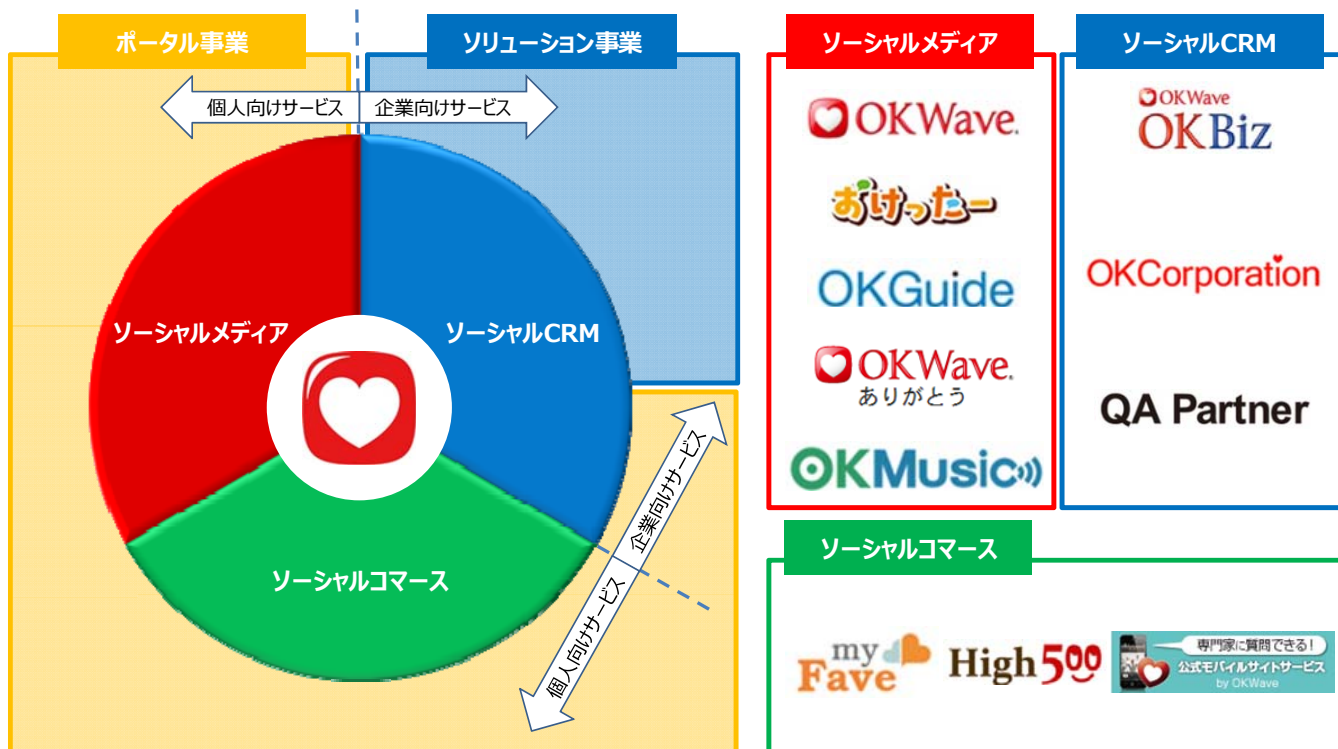 ポータル事業
ソリューション事業
個人向けサービス
企業向けサービス
ソーシャルメディア
ソーシャルCRM
ソーシャルコマース
企業向けサービス
個人向けサービス
ソーシャルメディア
OKWave.
おけったー
OKGuide
OKWave.
ありがとう
OKMusic
ソーシャルCRM
OKWave
OKBiz
OKCorporation
QA Partner
ソーシャルコマース
my
Fave
High500
専門家に質問できる!
公式モバイルサイトサービス
by OKWave